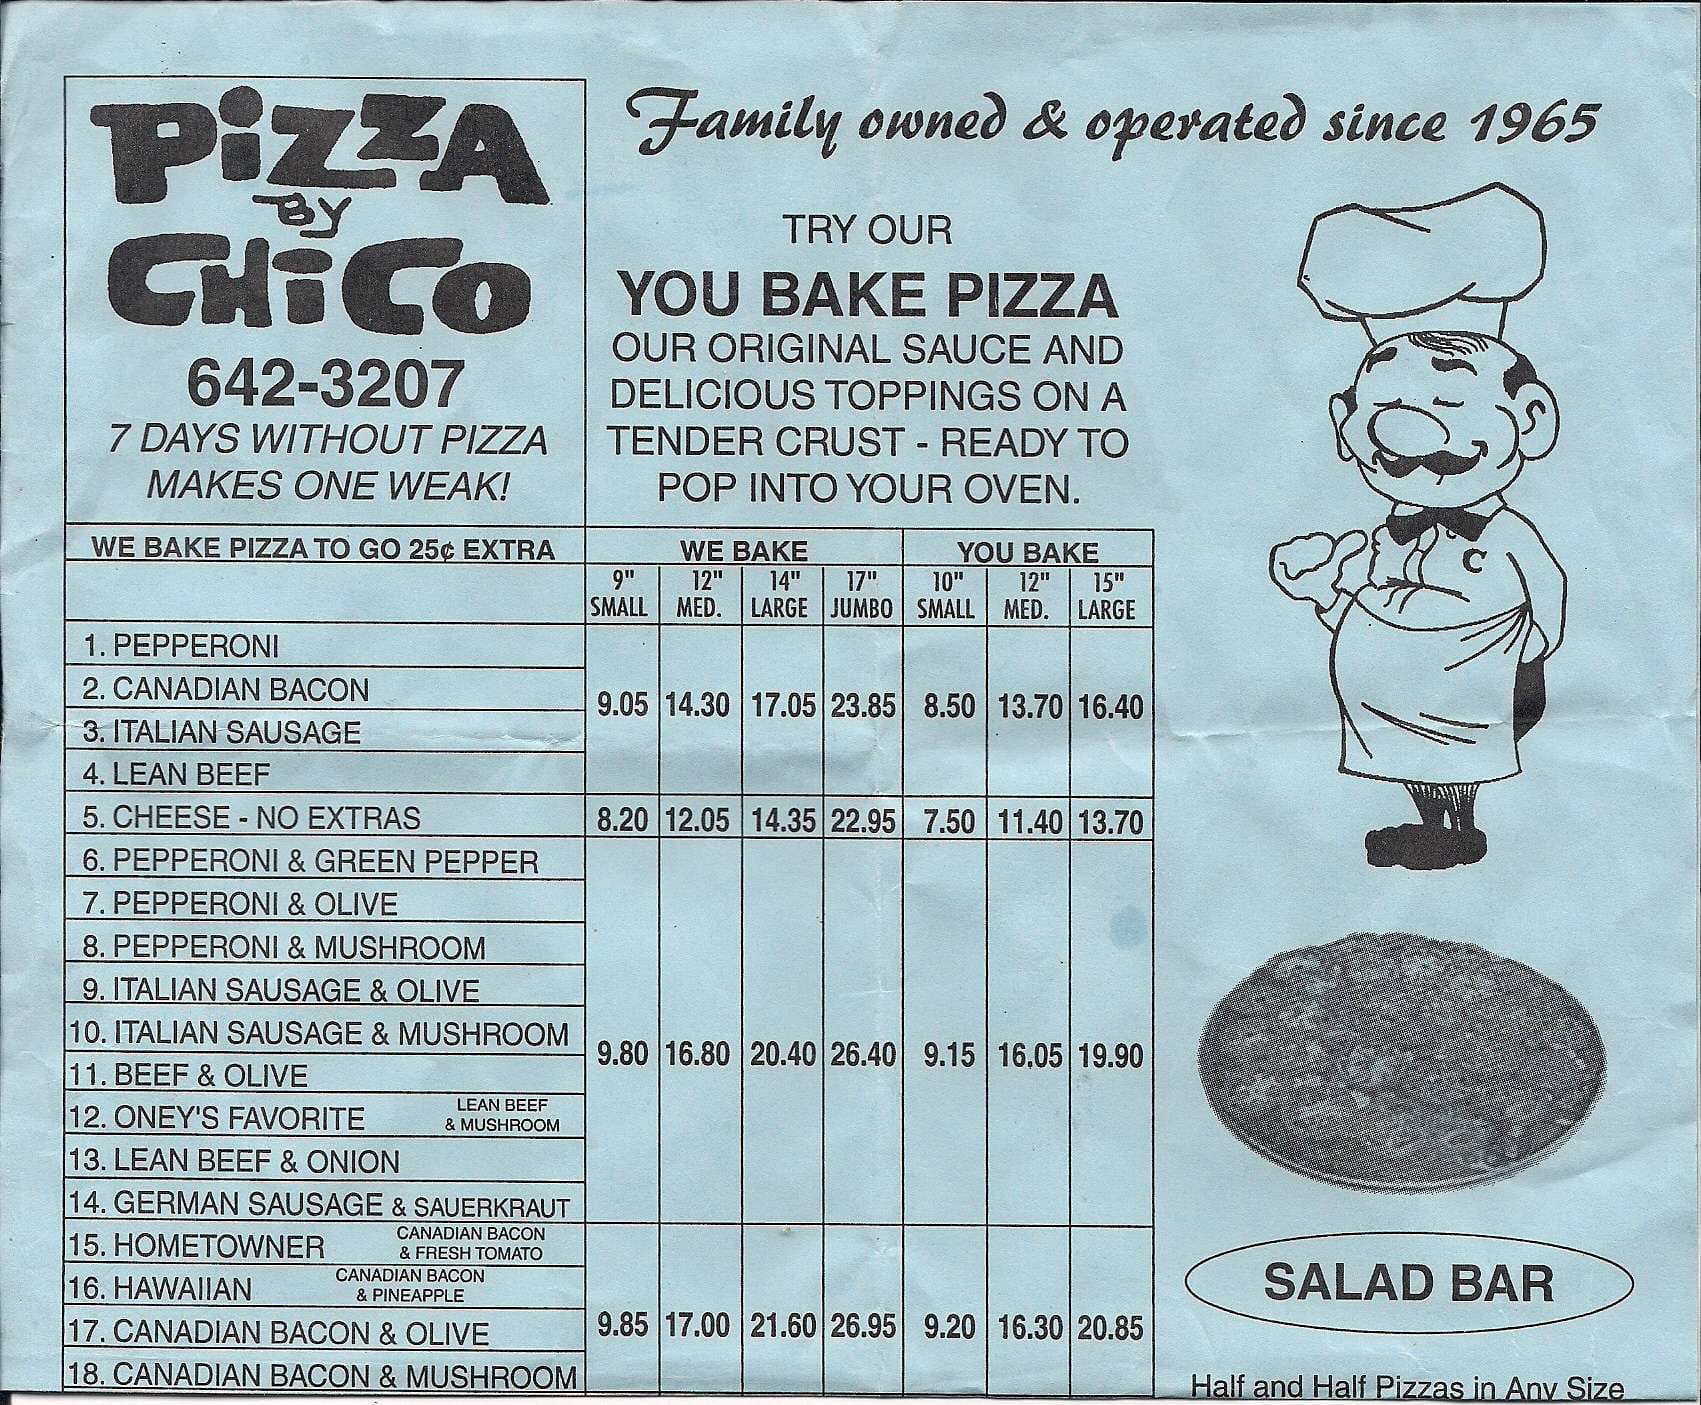 PIZZA
BY
CHICO
642-3207
7 DAYS WITHOUT PIZZA
MAKES ONE WEAK!
Family owned & operated since 1965
TRY OUR
YOU BAKE PIZZA
OUR ORIGINAL SAUCE AND
DELICIOUS TOPPINGS ON A
TENDER CRUST - READY TO
POP INTO YOUR OVEN.
C
WE BAKE PIZZA TO GO 25¢ EXTRA WE BAKE YOU BAKE
9" 12" 14" 17" 10" 12" 15"
SMALL MED. LARGE JUMBO SMALL MED. LARGE
1. PEPPERONI
2. CANADIAN BACON
9.05 14.30 17.05 23.85 8.50 13.70 16.40
3. ITALIAN SAUSAGE
4. LEAN BEEF
5. CHEESE - NO EXTRAS 8.20 12.05 14.35 22.95 7.50 11.40 13.70
6. PEPPERONI & GREEN PEPPER
7. PEPPERONI & OLIVE
8. PEPPERONI & MUSHROOM
9. ITALIAN SAUSAGE & OLIVE
10. ITALIAN SAUSAGE & MUSHROOM
9.80 16.80 20.40 26.40 9.15 16.05 19.90
11. BEEF & OLIVE
12. ONEY'S FAVORITE LEAN BEEF
& MUSHROOM
13. LEAN BEEF & ONION
14. GERMAN SAUSAGE & SAUERKRAUT
15. HOMETOWNER CANADIAN BACON
& FRESH TOMATO
16. HAWAIIAN CANADIAN BACON
& PINEAPPLE
17. CANADIAN BACON & OLIVE 9.85 17.00 21.60 26.95 9.20 16.30 20.85
18. CANADIAN BACON & MUSHROOM
SALAD BAR
Half and Half Pizzas in Any Size